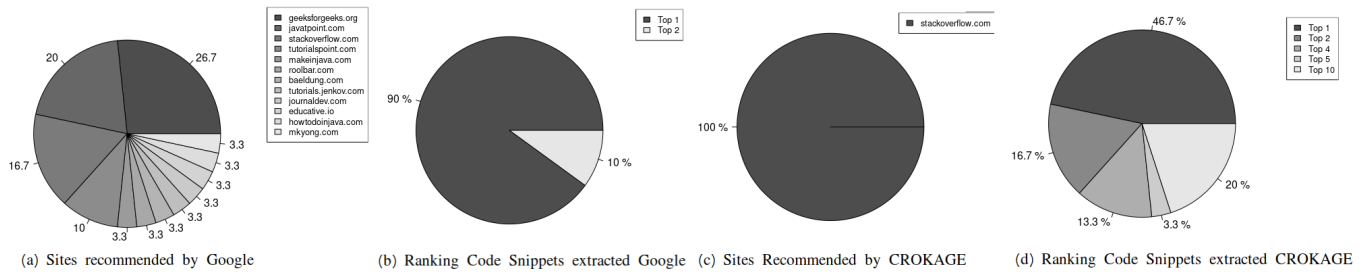 geeksforgeeks.org
javatpoint.com
stackoverflow.com
tutorialspoint.com
makeinjava.com
roolbar.com
baeldung.com
tutorials.jenkov.com
journaldev.com
educative.io
howtodoinjava.com
mkyong.com
26.7
20
16.7
10
3.3
3.3
3.3
3.3
3.3
3.3
3.3
3.3
(a) Sites recommended by Google
Top 1
Top 2
90 %
10 %
(b) Ranking Code Snippets extracted Google
stackoverflow.com
100 %
(c) Sites Recommended by CROKAGE
Top 1
Top 2
Top 4
Top 5
Top 10
46.7 %
16.7 %
13.3 %
3.3 %
20 %
(d) Ranking Code Snippets extracted CROKAGE